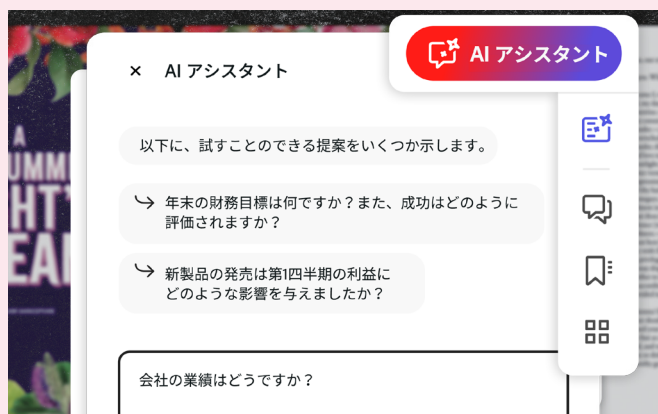 AI アシスタント
× AI アシスタント
以下に、試すことのできる提案をいくつか示します。
年末の財務目標は何ですか？また、成功はどのように
評価されますか？
新製品の発売は第1四半期の利益に
どのような影響を与えましたか？
会社の業績はどうですか？
A
UMME
HT'
EAM